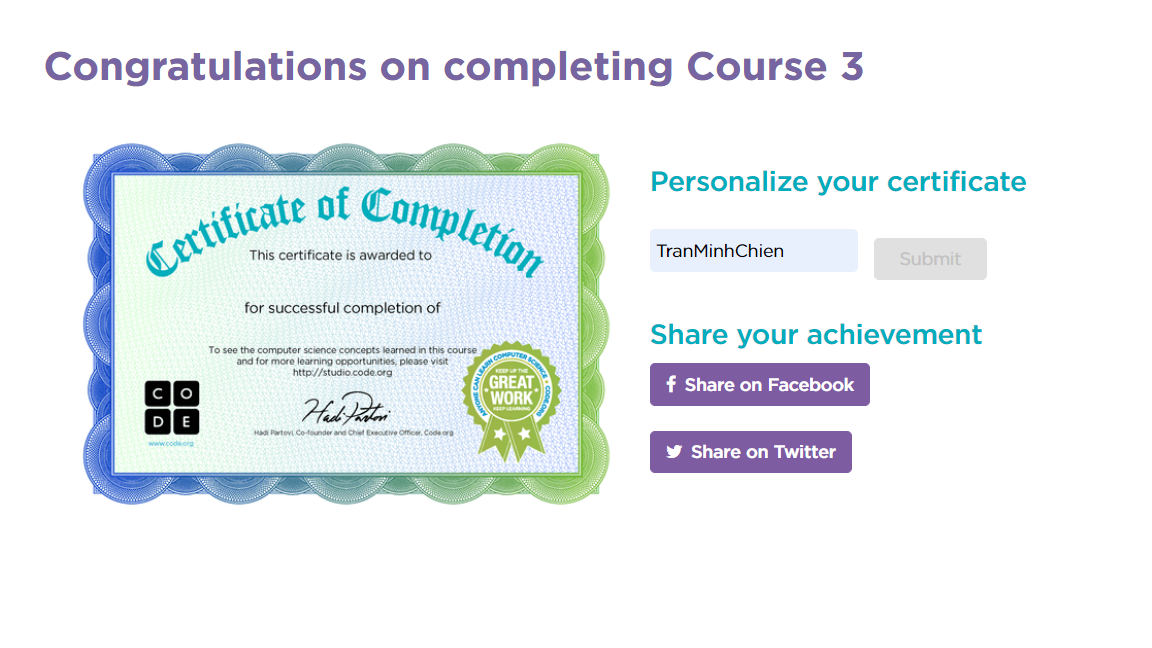 Congratulations on completing Course 3
Certificate of Completion
This certificate is awarded to
for successful completion of
To see the computer science concepts learned in this course
and for more learning opportunities, please visit
http://studio.code.org
C O
D E
www.code.org
Hadi Partovi
Hadi Partovi, Co-founder and Chief Executive Officer, Code.org
ANYONE CAN LEARN COMPUTER SCIENCE • CODE.ORG
KEEP UP THE
GREAT
WORK
KEEP LEARNING
Personalize your certificate
TranMinhChien
Submit
Share your achievement
Share on Facebook
Share on Twitter